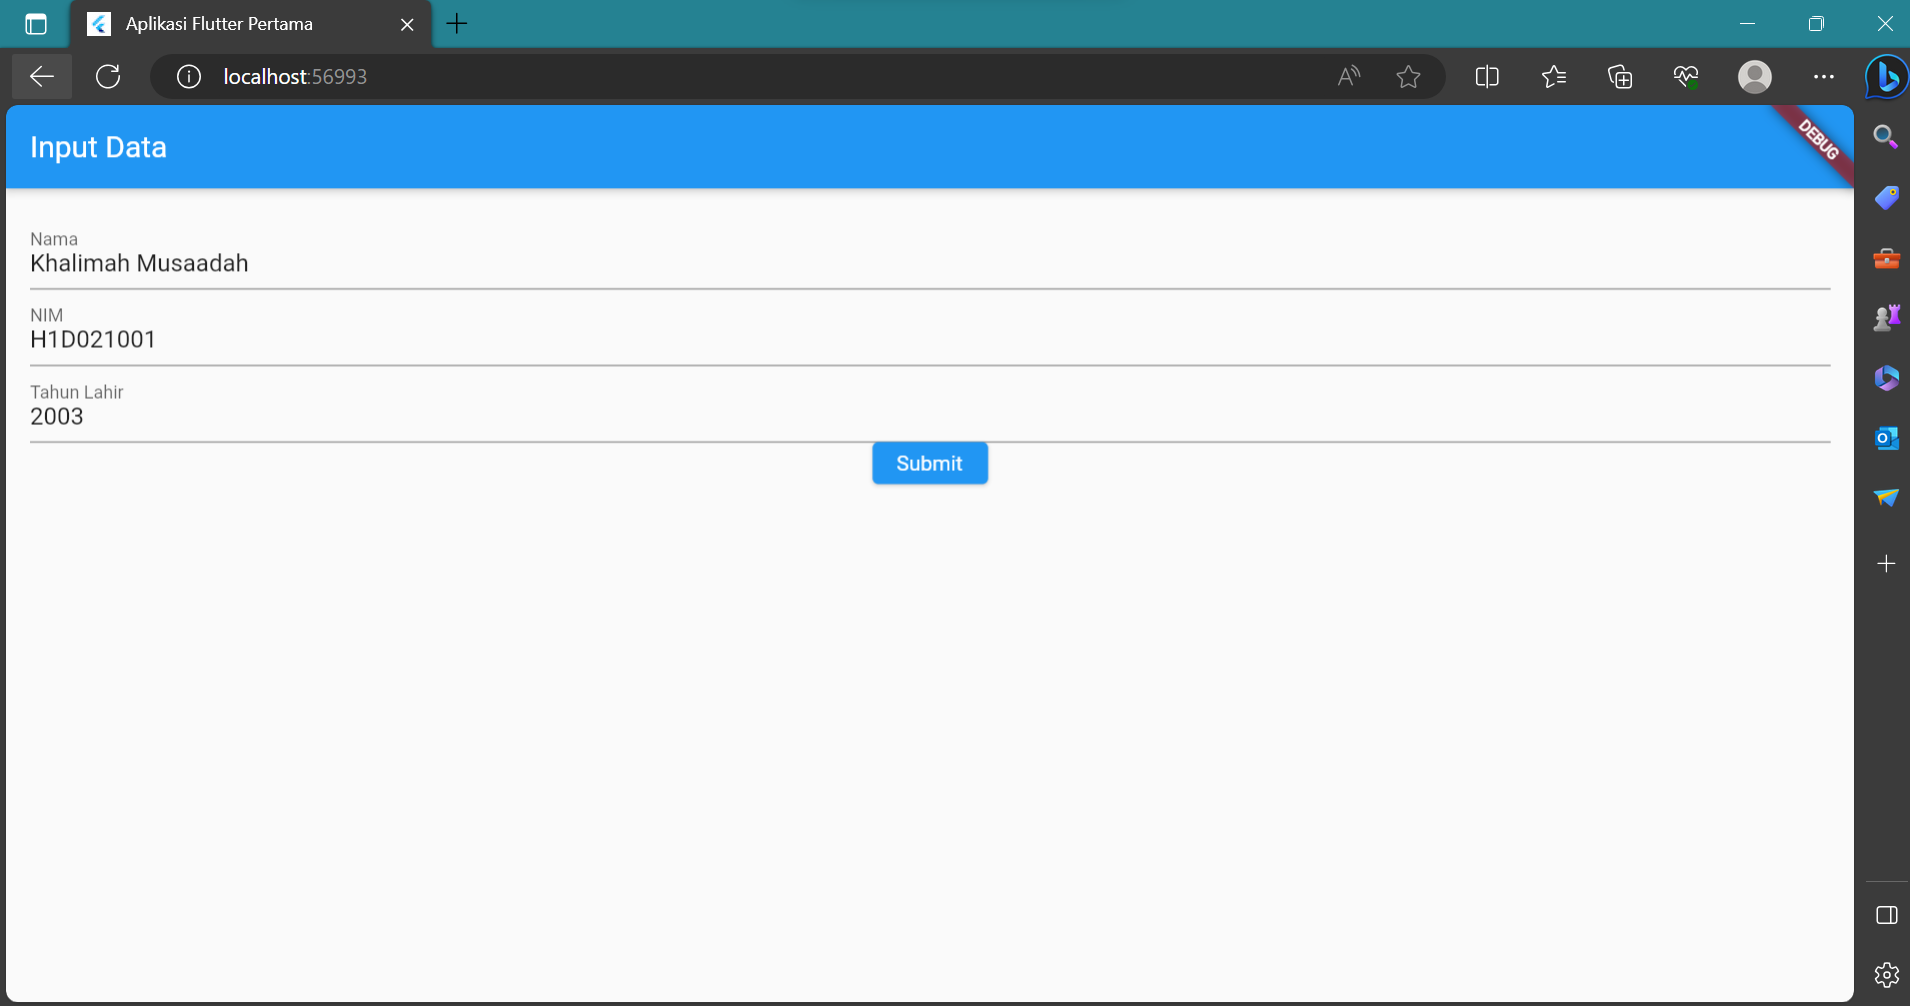 Aplikasi Flutter Pertama
localhost:56993
Input Data
DEBUG
Nama
Khalimah Musaadah
NIM
H1D021001
Tahun Lahir
2003
Submit